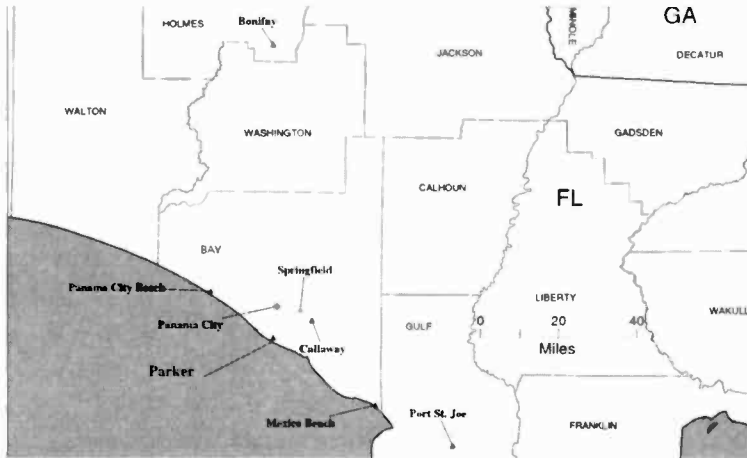 GA
HOLMES
Bonifay
MINOLE
JACKSON
DECATUR
WALTON
WASHINGTON
GADSDEN
CALHOUN
FL
BAY
Springfield
Panama City Beach
LIBERTY
WAKULL
Panama City
GULF
0 20 40
Miles
Callaway
Parker
Mexico Beach
Port St. Joe
FRANKLIN